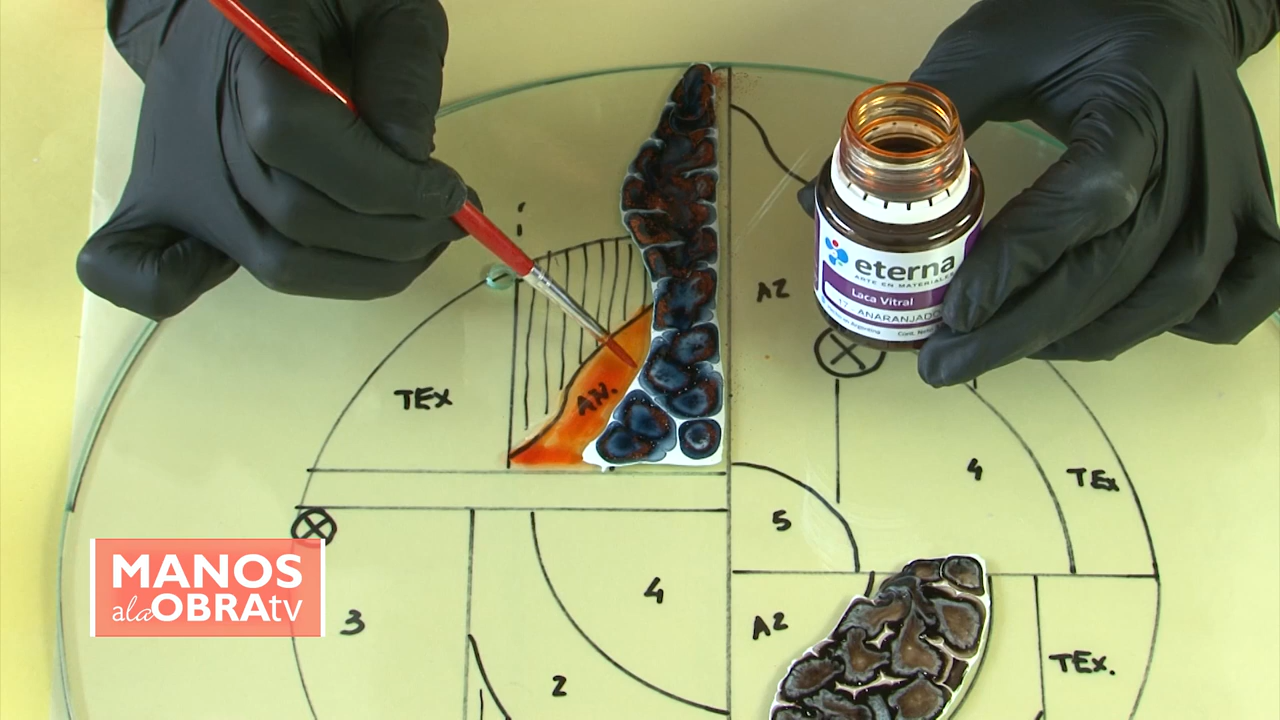 AZ
eterna
ARTE EN MATERIALES
Laca Vitral
17 ANARANJADO
TEX
AN.
4
TEX
5
MANOS
alaOBRAtv
3
4
AZ
2
TEX.